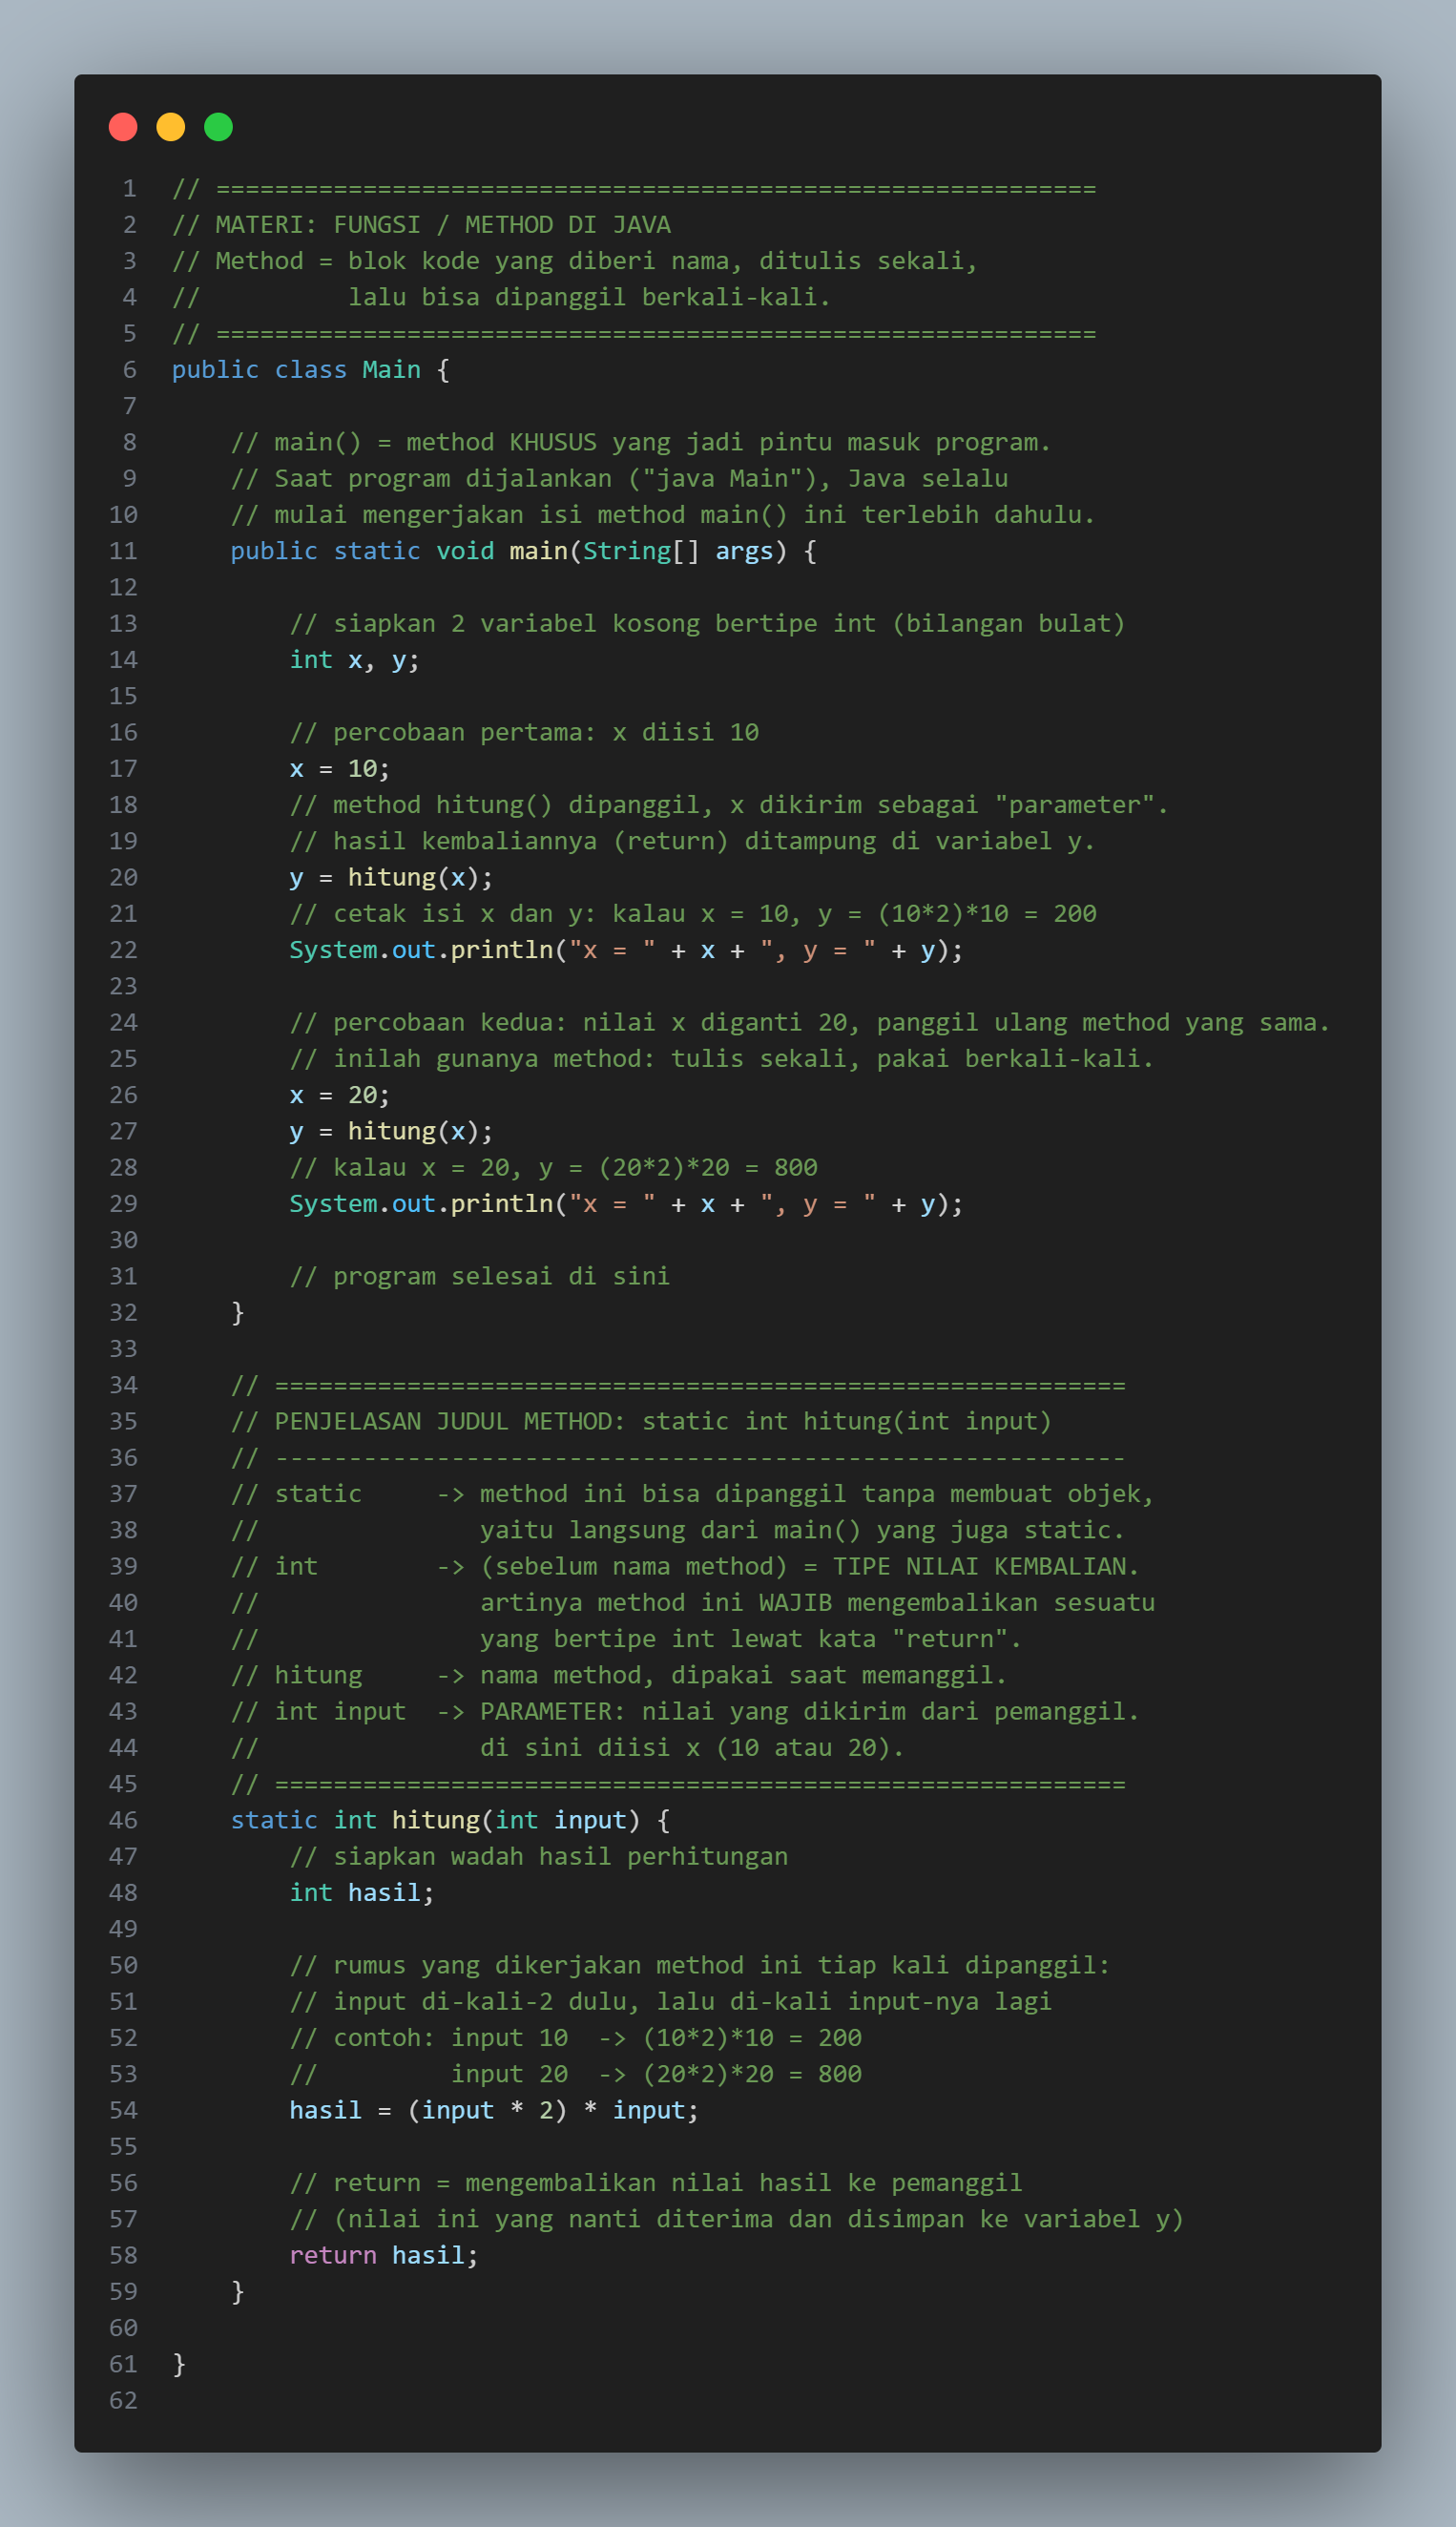 1 // ============================================================
2 // MATERI: FUNGSI / METHOD DI JAVA
3 // Method = blok kode yang diberi nama, ditulis sekali,
4 //          lalu bisa dipanggil berkali-kali.
5 // ============================================================
6 public class Main {
7
8     // main() = method KHUSUS yang jadi pintu masuk program.
9     // Saat program dijalankan ("java Main"), Java selalu
10     // mulai mengerjakan isi method main() ini terlebih dahulu.
11     public static void main(String[] args) {
12
13         // siapkan 2 variabel kosong bertipe int (bilangan bulat)
14         int x, y;
15
16         // percobaan pertama: x diisi 10
17         x = 10;
18         // method hitung() dipanggil, x dikirim sebagai "parameter".
19         // hasil kembaliannya (return) ditampung di variabel y.
20         y = hitung(x);
21         // cetak isi x dan y: kalau x = 10, y = (10*2)*10 = 200
22         System.out.println("x = " + x + ", y = " + y);
23
24         // percobaan kedua: nilai x diganti 20, panggil ulang method yang sama.
25         // inilah gunanya method: tulis sekali, pakai berkali-kali.
26         x = 20;
27         y = hitung(x);
28         // kalau x = 20, y = (20*2)*20 = 800
29         System.out.println("x = " + x + ", y = " + y);
30
31         // program selesai di sini
32     }
33
34     // ==========================================================
35     // PENJELASAN JUDUL METHOD: static int hitung(int input)
36     // ----------------------------------------------------------
37     // static     -> method ini bisa dipanggil tanpa membuat objek,
38     //               yaitu langsung dari main() yang juga static.
39     // int        -> (sebelum nama method) = TIPE NILAI KEMBALIAN.
40     //               artinya method ini WAJIB mengembalikan sesuatu
41     //               yang bertipe int lewat kata "return".
42     // hitung     -> nama method, dipakai saat memanggil.
43     // int input  -> PARAMETER: nilai yang dikirim dari pemanggil.
44     //               di sini diisi x (10 atau 20).
45     // ==========================================================
46     static int hitung(int input) {
47         // siapkan wadah hasil perhitungan
48         int hasil;
49
50         // rumus yang dikerjakan method ini tiap kali dipanggil:
51         // input di-kali-2 dulu, lalu di-kali input-nya lagi
52         // contoh: input 10  -> (10*2)*10 = 200
53         //         input 20  -> (20*2)*20 = 800
54         hasil = (input * 2) * input;
55
56         // return = mengembalikan nilai hasil ke pemanggil
57         // (nilai ini yang nanti diterima dan disimpan ke variabel y)
58         return hasil;
59     }
60
61 }
62